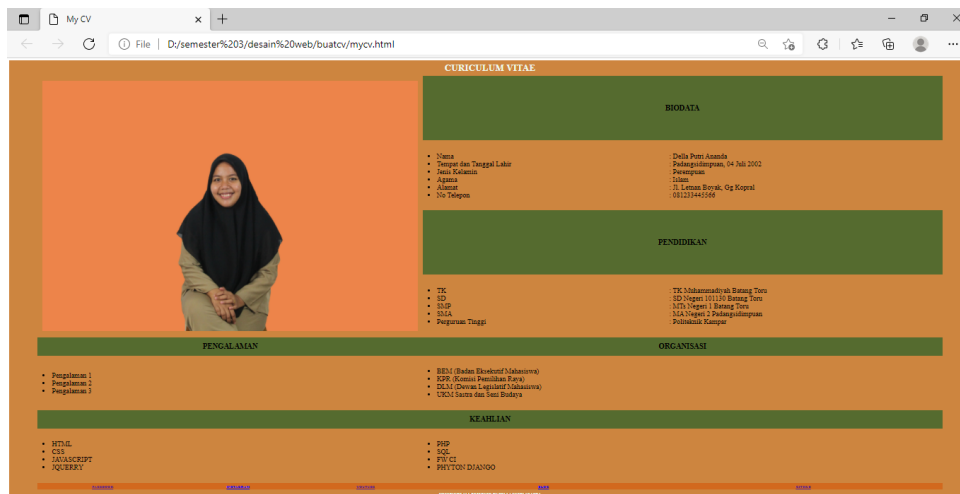 My CV
File
D:/semester%203/desain%20web/buatcv/mycv.html
CURICULUM VITAE
BIODATA
Nama : Della Putri Ananda
Tempat dan Tanggal Lahir : Padangsidimpuan, 04 Juli 2002
Jenis Kelamin : Perempuan
Agama : Islam
Alamat : Jl. Letnan Boyak, Gg Kopral
No Telepon : 081233445566
PENDIDIKAN
TK : TK Muhammadiyah Batang Toru
SD : SD Negeri 101130 Batang Toru
SMP : MTs Negeri 1 Batang Toru
SMA : MA Negeri 2 Padangsidimpuan
Perguruan Tinggi : Politeknik Kampar
PENGALAMAN
Pengalaman 1
Pengalaman 2
Pengalaman 3
ORGANISASI
BEM (Badan Eksekutif Mahasiswa)
KPR (Komisi Pemilihan Raya)
DLM (Dewan Legislatif Mahasiswa)
UKM Sastra dan Seni Budaya
KEAHLIAN
HTML
CSS
JAVASCRIPT
JQUERRY
PHP
SQL
FW CI
PHYTON DJANGO